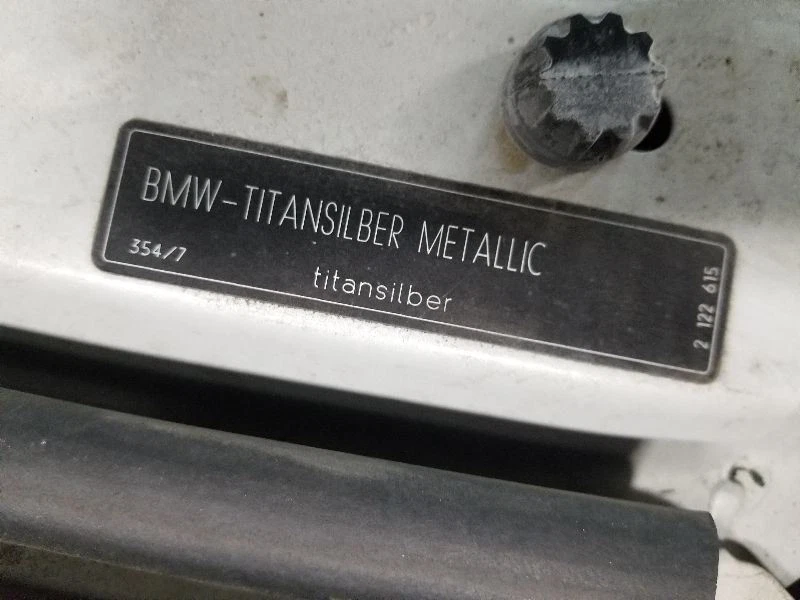 BMW-TITANSILBER METALLIC
354/7
titansilber
2 122 615